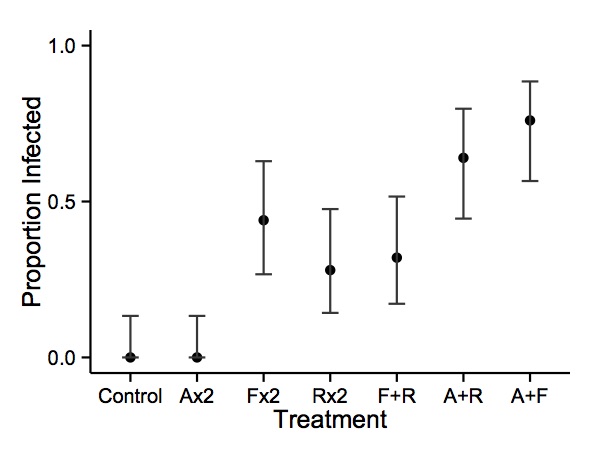 1.0
0.5
0.0
Proportion Infected
Control Ax2 Fx2 Rx2 F+R A+R A+F
Treatment